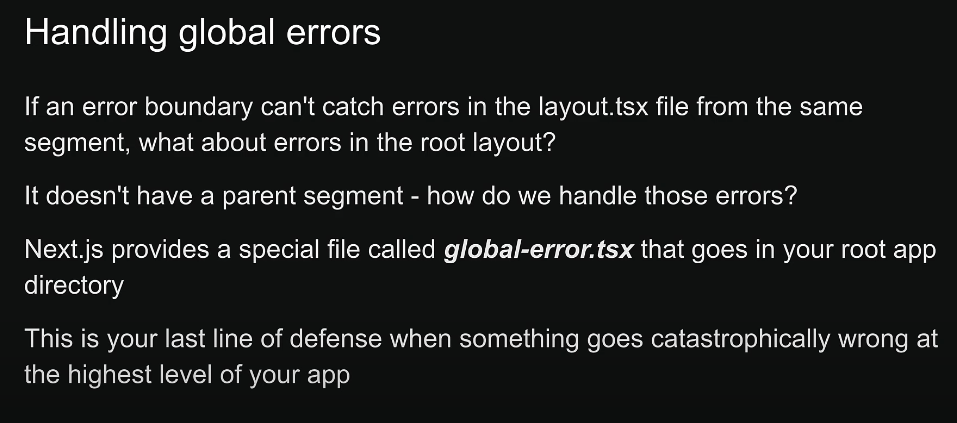 Handling global errors
If an error boundary can't catch errors in the layout.tsx file from the same
segment, what about errors in the root layout?
It doesn't have a parent segment - how do we handle those errors?
Next.js provides a special file called global-error.tsx that goes in your root app
directory
This is your last line of defense when something goes catastrophically wrong at
the highest level of your app